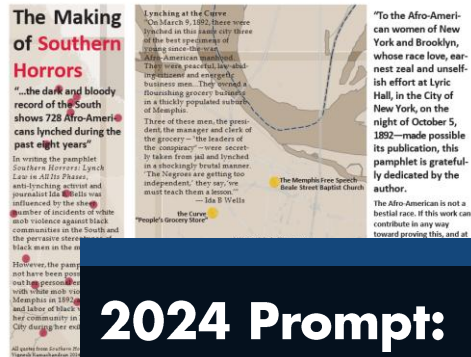 The Making
of Southern
Horrors
"...the dark and bloody
record of the South
shows 728 Afro-Ameri-
cans lynched during the
past eight years"
In writing the pamphlet
Southern Horrors: Lynch
Law in All Its Phases,
anti-lynching activist and
journalist Ida B. Wells was
influenced by the sheer
number of incidents of white
mob violence against black
communities in the South and
the pervasive
black men in the
However, the
not have been
out her personal
with white mob
Memphis in 1892
and labor of black
her community in
City during her
Lynching at the Curve
"On March 9, 1892, there were
lynched in this same city three
of the best specimens of
young since-the-war
Afro-American manhood.
They were peaceful, law-abid-
ing citizens and energetic
business men...They owned a
flourishing grocery business
in a thickly populated suburb
of Memphis.
Three of these men, the presi-
dent, the manager and clerk of
the grocery—'the leaders of
the conspiracy'—were secret-
ly taken from jail and lynched
in a shockingly brutal manner.
'The Negroes are getting too
independent,' they say, 'we
must teach them a lesson.'"
— Ida B Wells
The Memphis Free Speech
Beale Street Baptist Church
the Curve
"People's Grocery Store"
"To the Afro-Ameri-
can women of New
York and Brooklyn,
whose race love, ear-
nest zeal and unself-
ish effort at Lyric
Hall, in the City of
New York, on the
night of October 5,
1892—made possible
its publication, this
pamphlet is grateful-
ly dedicated by the
author.
The Afro-American is not a
bestial race. If this work can
contribute in any way
toward proving this, and at
2024 Prompt: